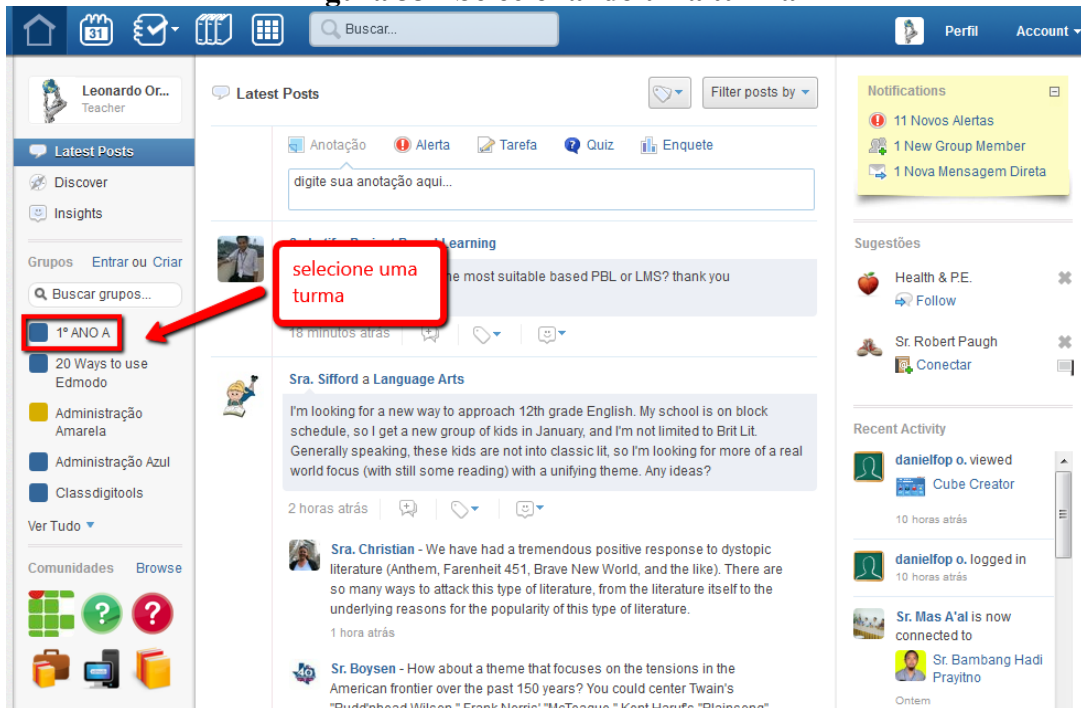 31
Buscar...
Perfil
Account
Leonardo Or...
Teacher
Latest Posts
Discover
Insights
Grupos Entrar ou Criar
Buscar grupos...
1º ANO A
20 Ways to use
Edmodo
Administração
Amarela
Administração Azul
Classdigitools
Ver Tudo
Comunidades Browse
Latest Posts
Filter posts by
Anotação Alerta Tarefa Quiz Enquete
digite sua anotação aqui...
Learning
selecione uma
turma
most suitable based PBL or LMS? thank you
18 minutos atrás
Sra. Sifford a Language Arts
I'm looking for a new way to approach 12th grade English. My school is on block
schedule, so I get a new group of kids in January, and I'm not limited to Brit Lit.
Generally speaking, these kids are not into classic lit, so I'm looking for more of a real
world focus (with still some reading) with a unifying theme. Any ideas?
2 horas atrás
Sra. Christian - We have had a tremendous positive response to dystopic
literature (Anthem, Farenheit 451, Brave New World, and the like). There are
so many ways to attack this type of literature, from the literature itself to the
underlying reasons for the popularity of this type of literature.
1 hora atrás
Sr. Boysen - How about a theme that focuses on the tensions in the
American frontier over the past 150 years? You could center Twain's
Notifications
11 Novos Alertas
1 New Group Member
1 Nova Mensagem Direta
Sugestões
Health & P.E.
Follow
Sr. Robert Paugh
Conectar
Recent Activity
danielfop o. viewed
Cube Creator
10 horas atrás
danielfop o. logged in
10 horas atrás
Sr. Mas A'al is now
connected to
Sr. Bambang Hadi
Prayitno
Ontem